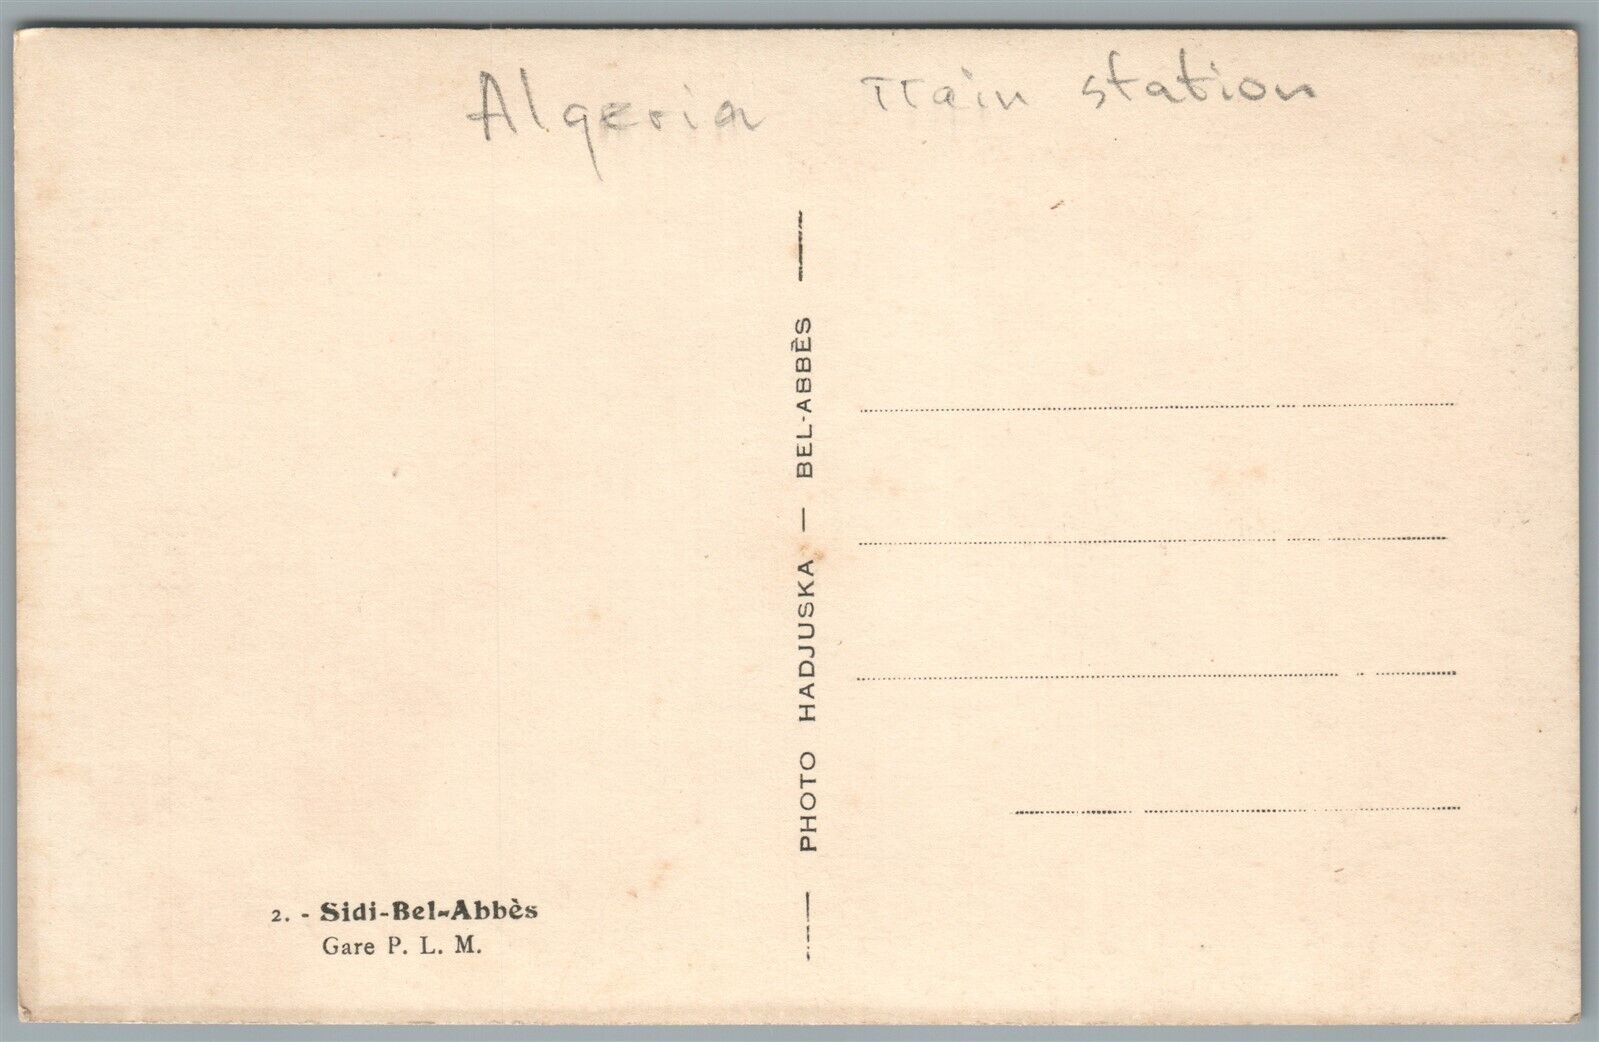 Algeria Train station
PHOTO HADJUSKA — BEL-ABBÈS
2. - Sidi-Bel-Abbès
Gare P. L. M.